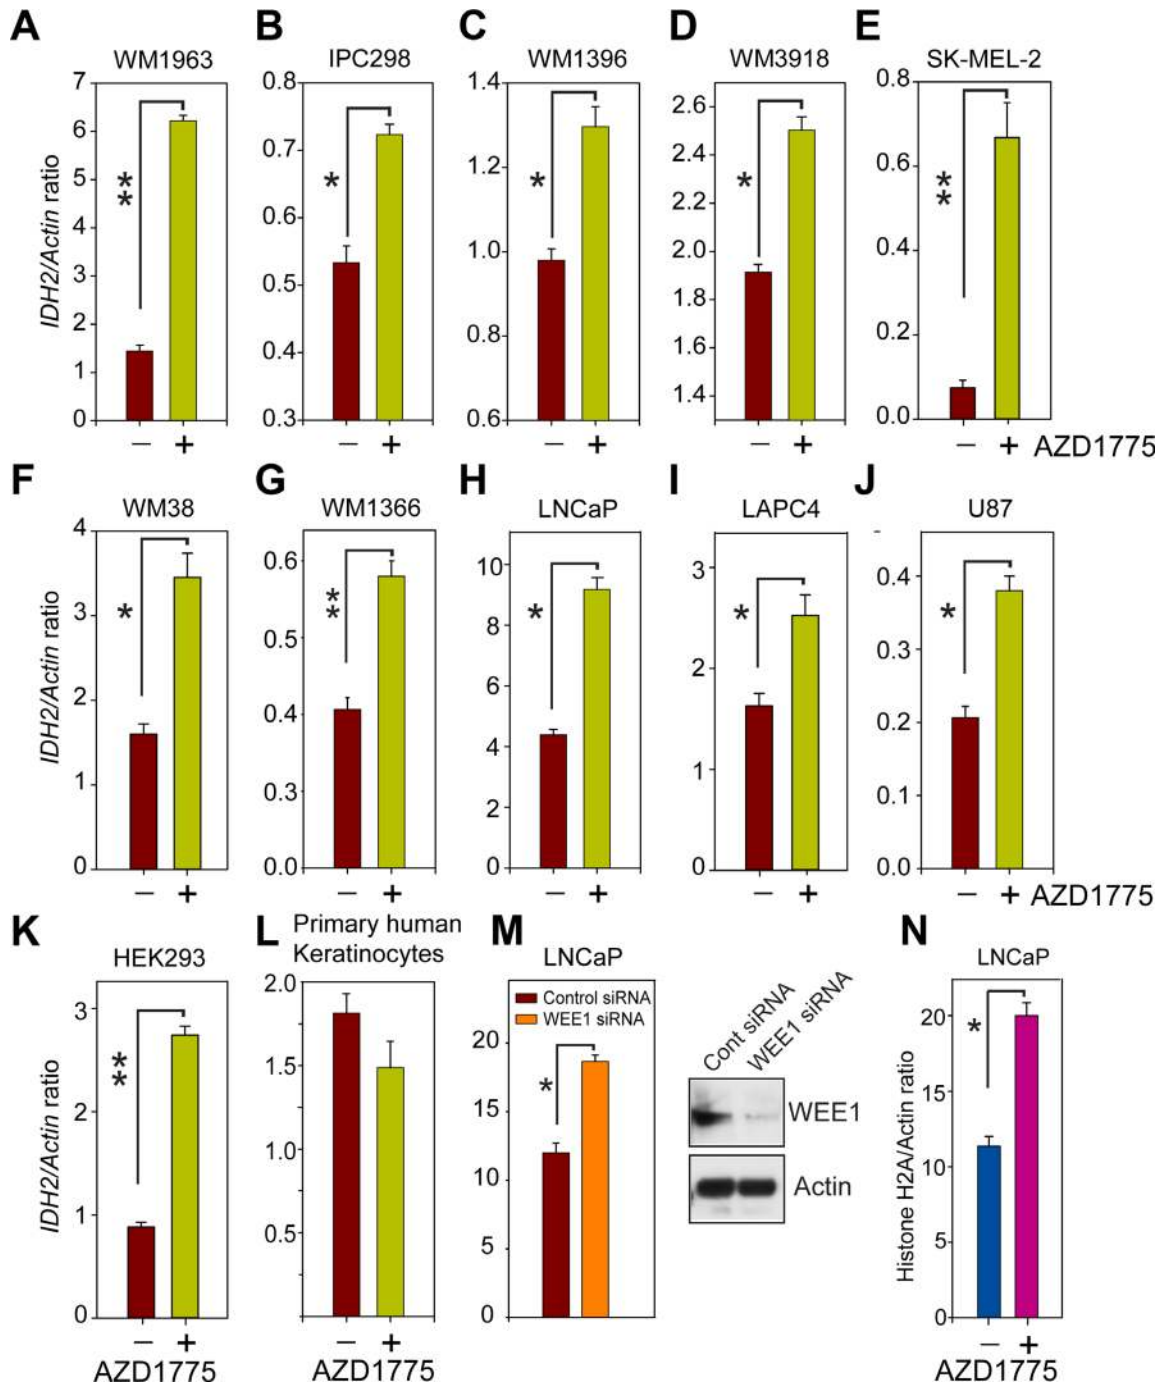 A B C D E
WM1963 IPC298 WM1396 WM3918 SK-MEL-2
IDH2/Actin ratio
7 6 5 4 3 2 1 0
**
0.8 0.7 0.6 0.5 0.4 0.3
*
1.4 1.2 1.0 0.8 0.6
*
2.6 2.4 2.2 2.0 1.8 1.6 1.4
*
0.8 0.6 0.4 0.2 0.0
**
– + – + – + – + – + AZD1775
F G H I J
WM38 WM1366 LNCaP LAPC4 U87
IDH2/Actin ratio
4 3 2 1 0
*
0.6 0.5 0.4 0.3 0.0
**
10 8 6 4 2 0
*
3 2 1 0
*
0.4 0.3 0.2 0.1 0.0
*
– + – + – + – + – + AZD1775
K L M N
HEK293
Primary human
Keratinocytes
LNCaP
LNCaP
IDH2/Actin ratio
3 2 1 0
**
2.0 1.5 1.0 0.5
Control siRNA
WEE1 siRNA
20 15 10 5 0
*
Cont siRNA
WEE1 siRNA
WEE1
Actin
Histone H2A/Actin ratio
20 15 10 5 0
*
– + – + – +
AZD1775 AZD1775 AZD1775